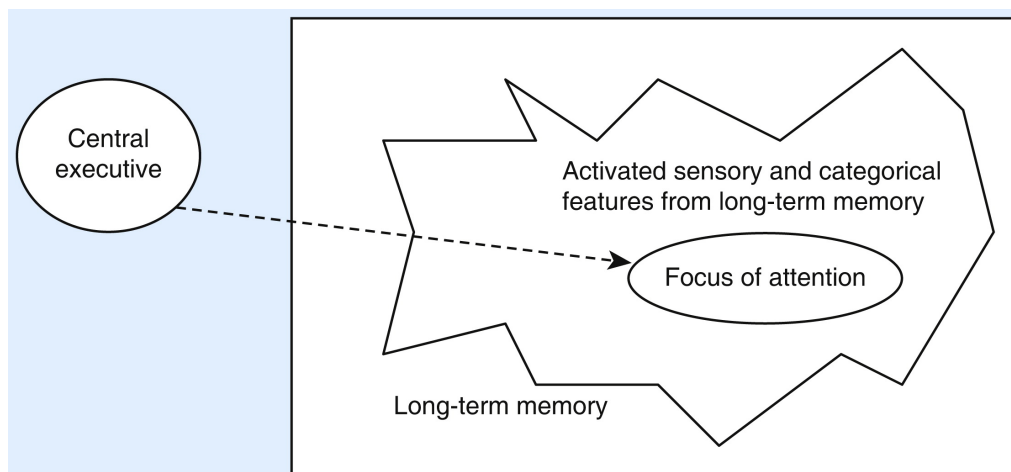 Central
executive
Activated sensory and categorical
features from long-term memory
Focus of attention
Long-term memory